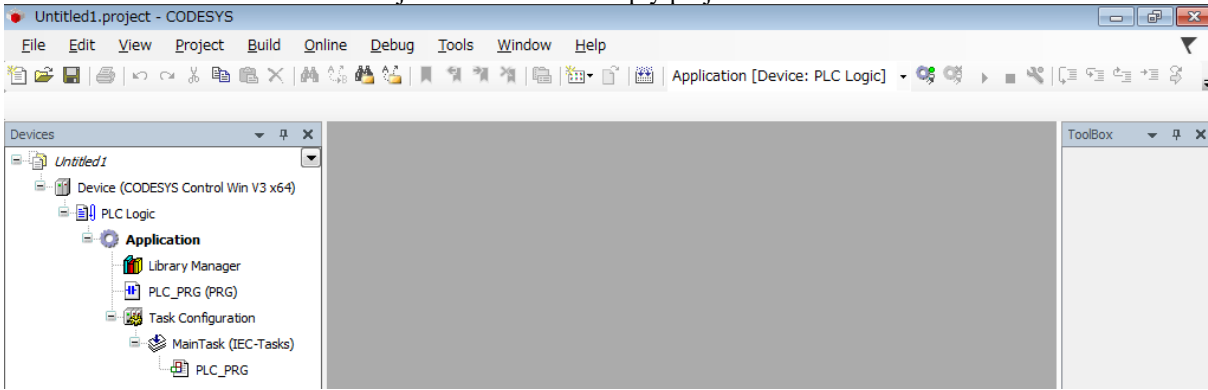 Untitled1.project - CODESYS
File Edit View Project Build Online Debug Tools Window Help
Application [Device: PLC Logic]
Devices
ToolBox
Untitled1
Device (CODESYS Control Win V3 x64)
PLC Logic
Application
Library Manager
PLC_PRG (PRG)
Task Configuration
MainTask (IEC-Tasks)
PLC_PRG